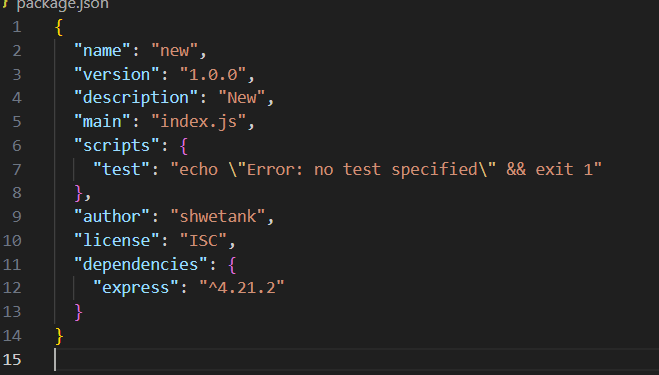 package.json
1 {
2   "name": "new",
3   "version": "1.0.0",
4   "description": "New",
5   "main": "index.js",
6   "scripts": {
7     "test": "echo \"Error: no test specified\" && exit 1"
8   },
9   "author": "shwetank",
10   "license": "ISC",
11   "dependencies": {
12     "express": "^4.21.2"
13   }
14 }
15